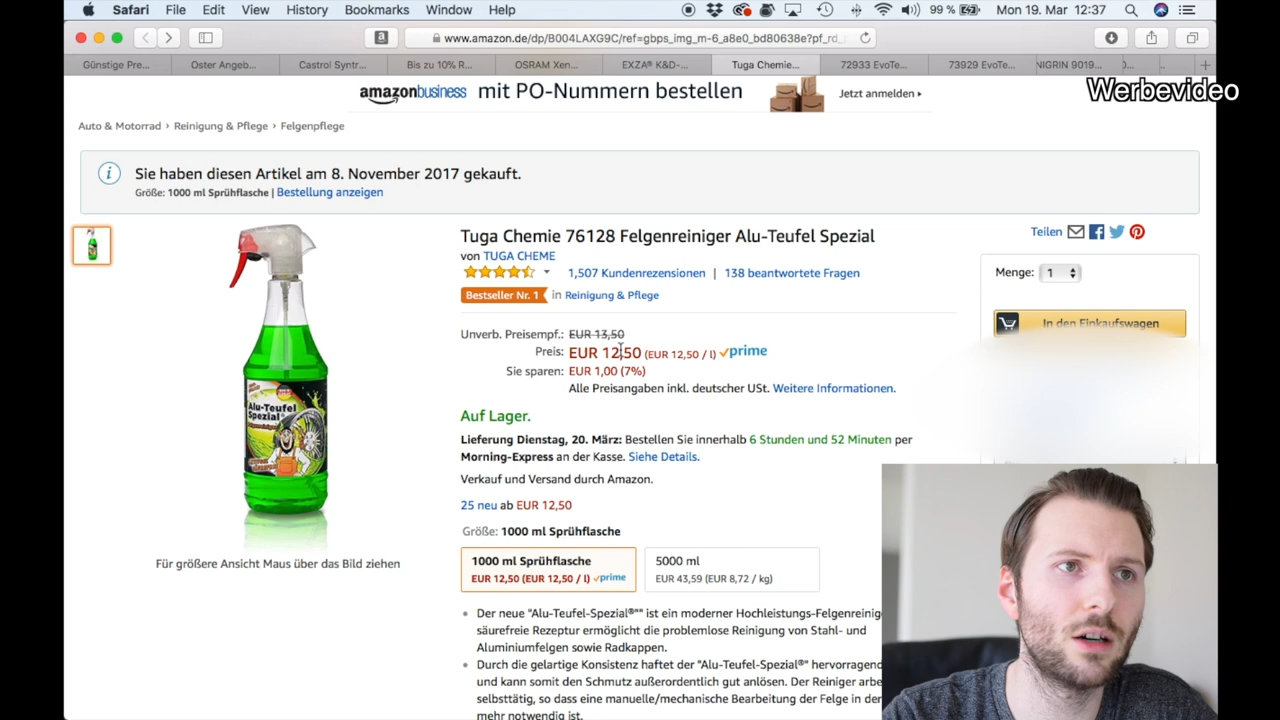 Safari File Edit View History Bookmarks Window Help 99 % Mon 19. Mar 12:37
www.amazon.de/dp/B004LAXG9C/ref=gbps_img_m-6_a8e0_bd80638e?pf_rd_
Günstige Pre... Oster Angeb... Castrol Syntr... Bis zu 10% R... OSRAM Xen... EXZA® K&D-... Tuga Chemie... 72933 EvoTe... 73929 EvoTe... NIGRIN 9019...
Werbevideo
amazonbusiness mit PO-Nummern bestellen Jetzt anmelden ▸
Auto & Motorrad › Reinigung & Pflege › Felgenpflege
Sie haben diesen Artikel am 8. November 2017 gekauft.
Größe: 1000 ml Sprühflasche | Bestellung anzeigen
Tuga Chemie 76128 Felgenreiniger Alu-Teufel Spezial
von TUGA CHEME
1,507 Kundenrezensionen | 138 beantwortete Fragen
Bestseller Nr. 1 in Reinigung & Pflege
Teilen
Menge: 1
In den Einkaufswagen
Unverb. Preisempf.: EUR 13,50
Preis: EUR 12,50 (EUR 12,50 / l) prime
Sie sparen: EUR 1,00 (7%)
Alle Preisangaben inkl. deutscher USt. Weitere Informationen.
Auf Lager.
Lieferung Dienstag, 20. März: Bestellen Sie innerhalb 6 Stunden und 52 Minuten per
Morning-Express an der Kasse. Siehe Details.
Verkauf und Versand durch Amazon.
25 neu ab EUR 12,50
Größe: 1000 ml Sprühflasche
1000 ml Sprühflasche
EUR 12,50 (EUR 12,50 / l) prime
5000 ml
EUR 43,59 (EUR 8,72 / kg)
Alu-Teufel
Spezial
Für größere Ansicht Maus über das Bild ziehen
• Der neue "Alu-Teufel-Spezial®"" ist ein moderner Hochleistungs-Felgenreinige
säurefreie Rezeptur ermöglicht die problemlose Reinigung von Stahl- und
Aluminiumfelgen sowie Radkappen.
• Durch die gelartige Konsistenz haftet der "Alu-Teufel-Spezial®" hervorragend
und kann somit den Schmutz außerordentlich gut anlösen. Der Reiniger arbe
selbsttätig, so dass eine manuelle/mechanische Bearbeitung der Felge in der
mehr notwendig ist.